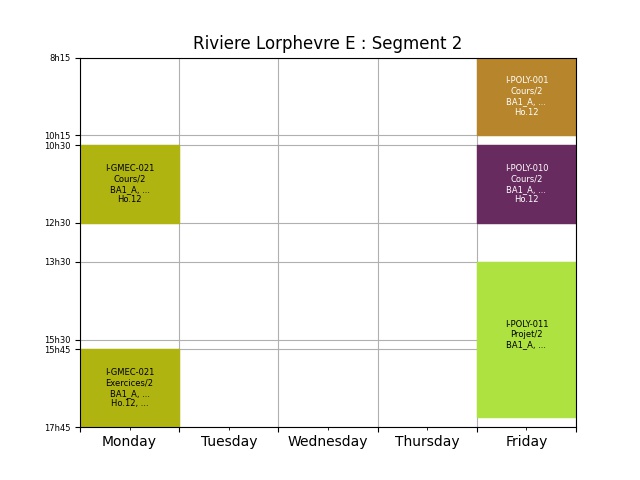 Riviere Lorphevre E : Segment 2
8h15
I-POLY-001
Cours/2
BA1_A, ...
Ho.12
10h15
10h30
I-GMEC-021
Cours/2
BA1_A, ...
Ho.12
I-POLY-010
Cours/2
BA1_A, ...
Ho.12
12h30
13h30
I-POLY-011
Projet/2
BA1_A, ...
15h30
15h45
I-GMEC-021
Exercices/2
BA1_A, ...
Ho.12, ...
17h45
Monday Tuesday Wednesday Thursday Friday